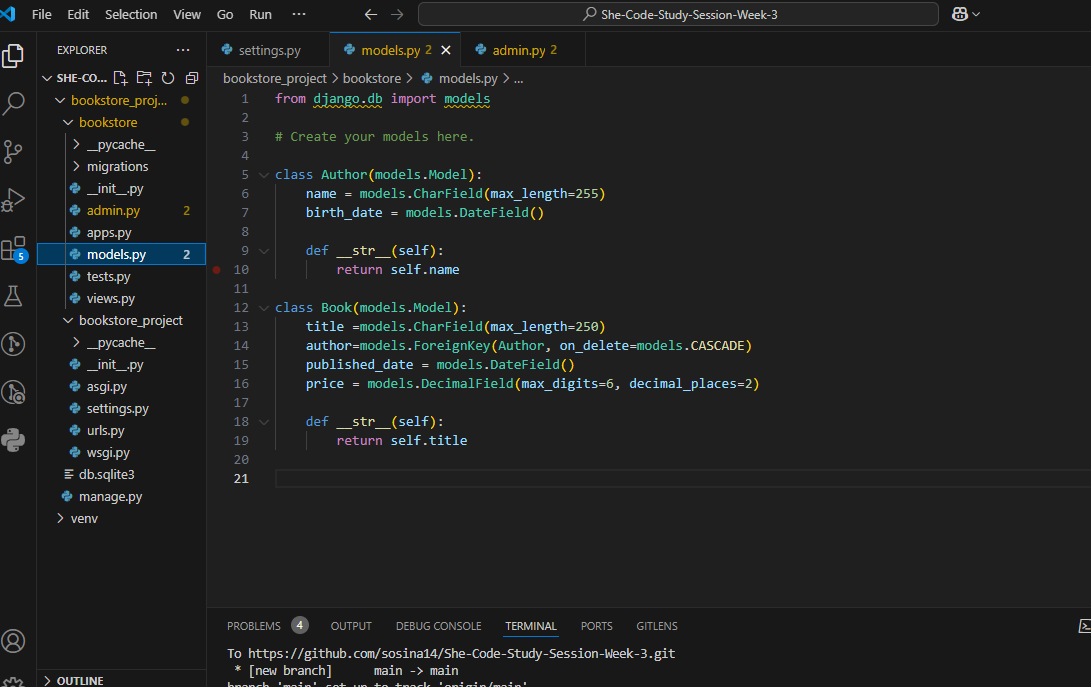 File Edit Selection View Go Run ··· She-Code-Study-Session-Week-3
EXPLORER ···
SHE-CO...
bookstore_proj...
bookstore
__pycache__
migrations
__init__.py
admin.py 2
apps.py
models.py 2
tests.py
views.py
bookstore_project
__pycache__
__init__.py
asgi.py
settings.py
urls.py
wsgi.py
db.sqlite3
manage.py
venv
OUTLINE
5
settings.py models.py 2 admin.py 2
bookstore_project > bookstore > models.py > ...
1 from django.db import models
2
3 # Create your models here.
4
5 class Author(models.Model):
6 name = models.CharField(max_length=255)
7 birth_date = models.DateField()
8
9 def __str__(self):
10 return self.name
11
12 class Book(models.Model):
13 title =models.CharField(max_length=250)
14 author=models.ForeignKey(Author, on_delete=models.CASCADE)
15 published_date = models.DateField()
16 price = models.DecimalField(max_digits=6, decimal_places=2)
17
18 def __str__(self):
19 return self.title
20
21
PROBLEMS 4 OUTPUT DEBUG CONSOLE TERMINAL PORTS GITLENS
To https://github.com/sosina14/She-Code-Study-Session-Week-3.git
* [new branch] main -> main
branch 'main' set up to track 'origin/main'